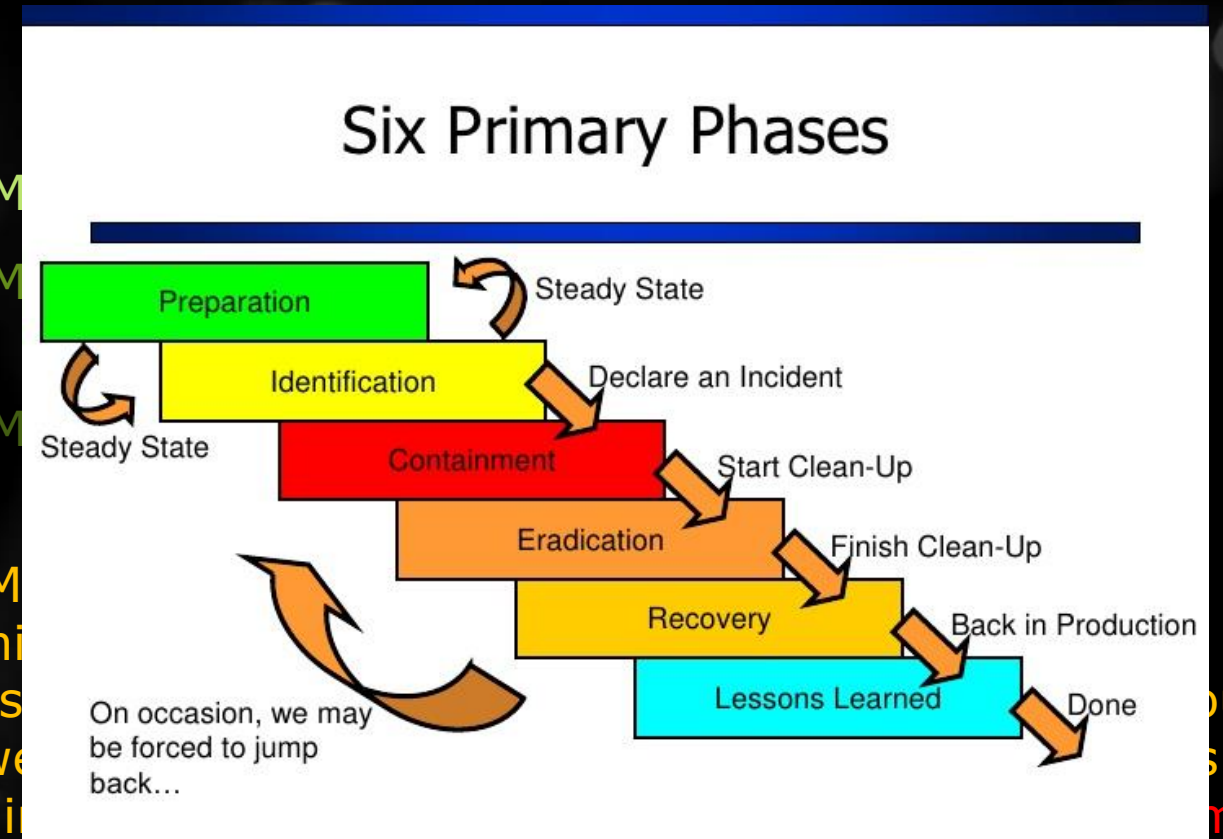 Six Primary Phases
Preparation
Steady State
Identification
Declare an Incident
Steady State
Containment
Start Clean-Up
Eradication
Finish Clean-Up
Recovery
Back in Production
Lessons Learned
Done
On occasion, we may
be forced to jump
back…